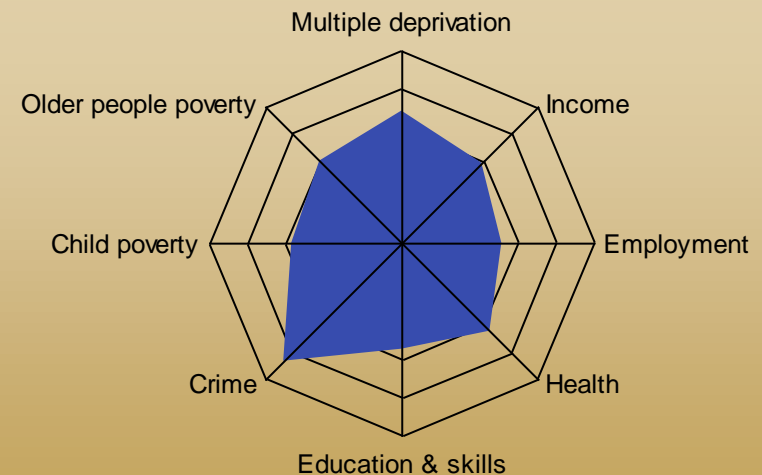 Multiple deprivation
Older people poverty
Income
Child poverty
Employment
Crime
Health
Education & skills